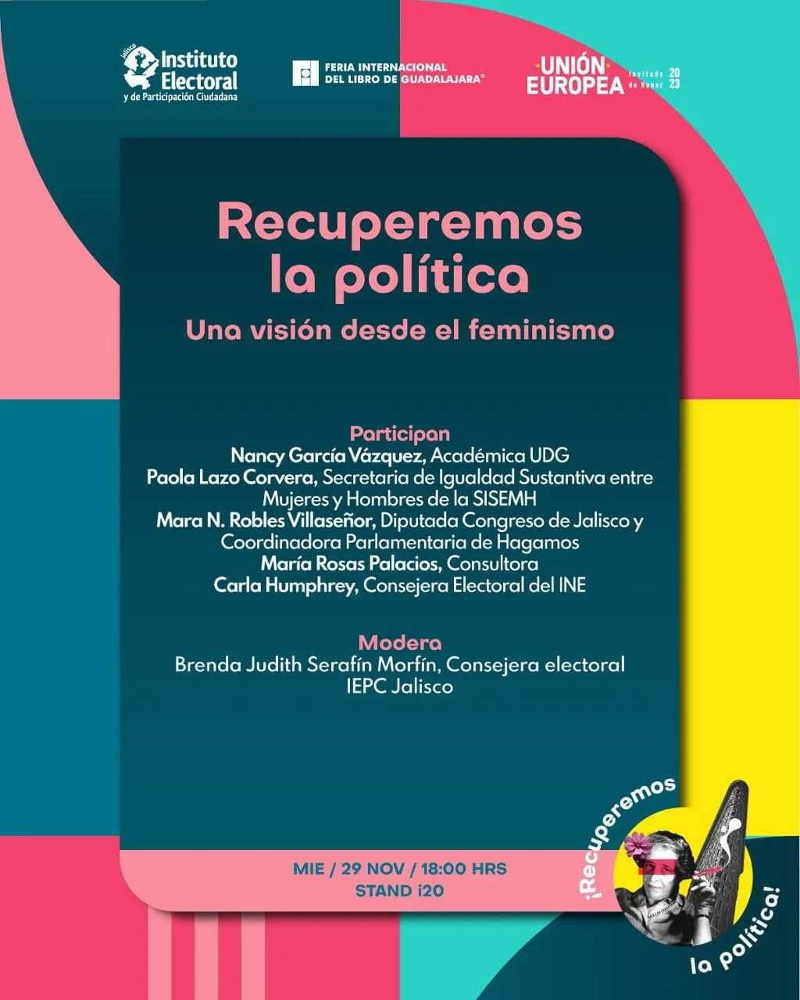 Jalisco
Instituto
Electoral
y de Participación Ciudadana
FERIA INTERNACIONAL
DEL LIBRO DE GUADALAJARA®
·UNIÓN·
EUROPEA
Invitada
de Honor
20
23
Recuperemos
la política
Una visión desde el feminismo
Participan
Nancy García Vázquez, Académica UDG
Paola Lazo Corvera, Secretaria de Igualdad Sustantiva entre
Mujeres y Hombres de la SISEMH
Mara N. Robles Villaseñor, Diputada Congreso de Jalisco y
Coordinadora Parlamentaria de Hagamos
María Rosas Palacios, Consultora
Carla Humphrey, Consejera Electoral del INE
Modera
Brenda Judith Serafín Morfín, Consejera electoral
IEPC Jalisco
MIE / 29 NOV / 18:00 HRS
STAND i20
¡Recuperemos
la política!